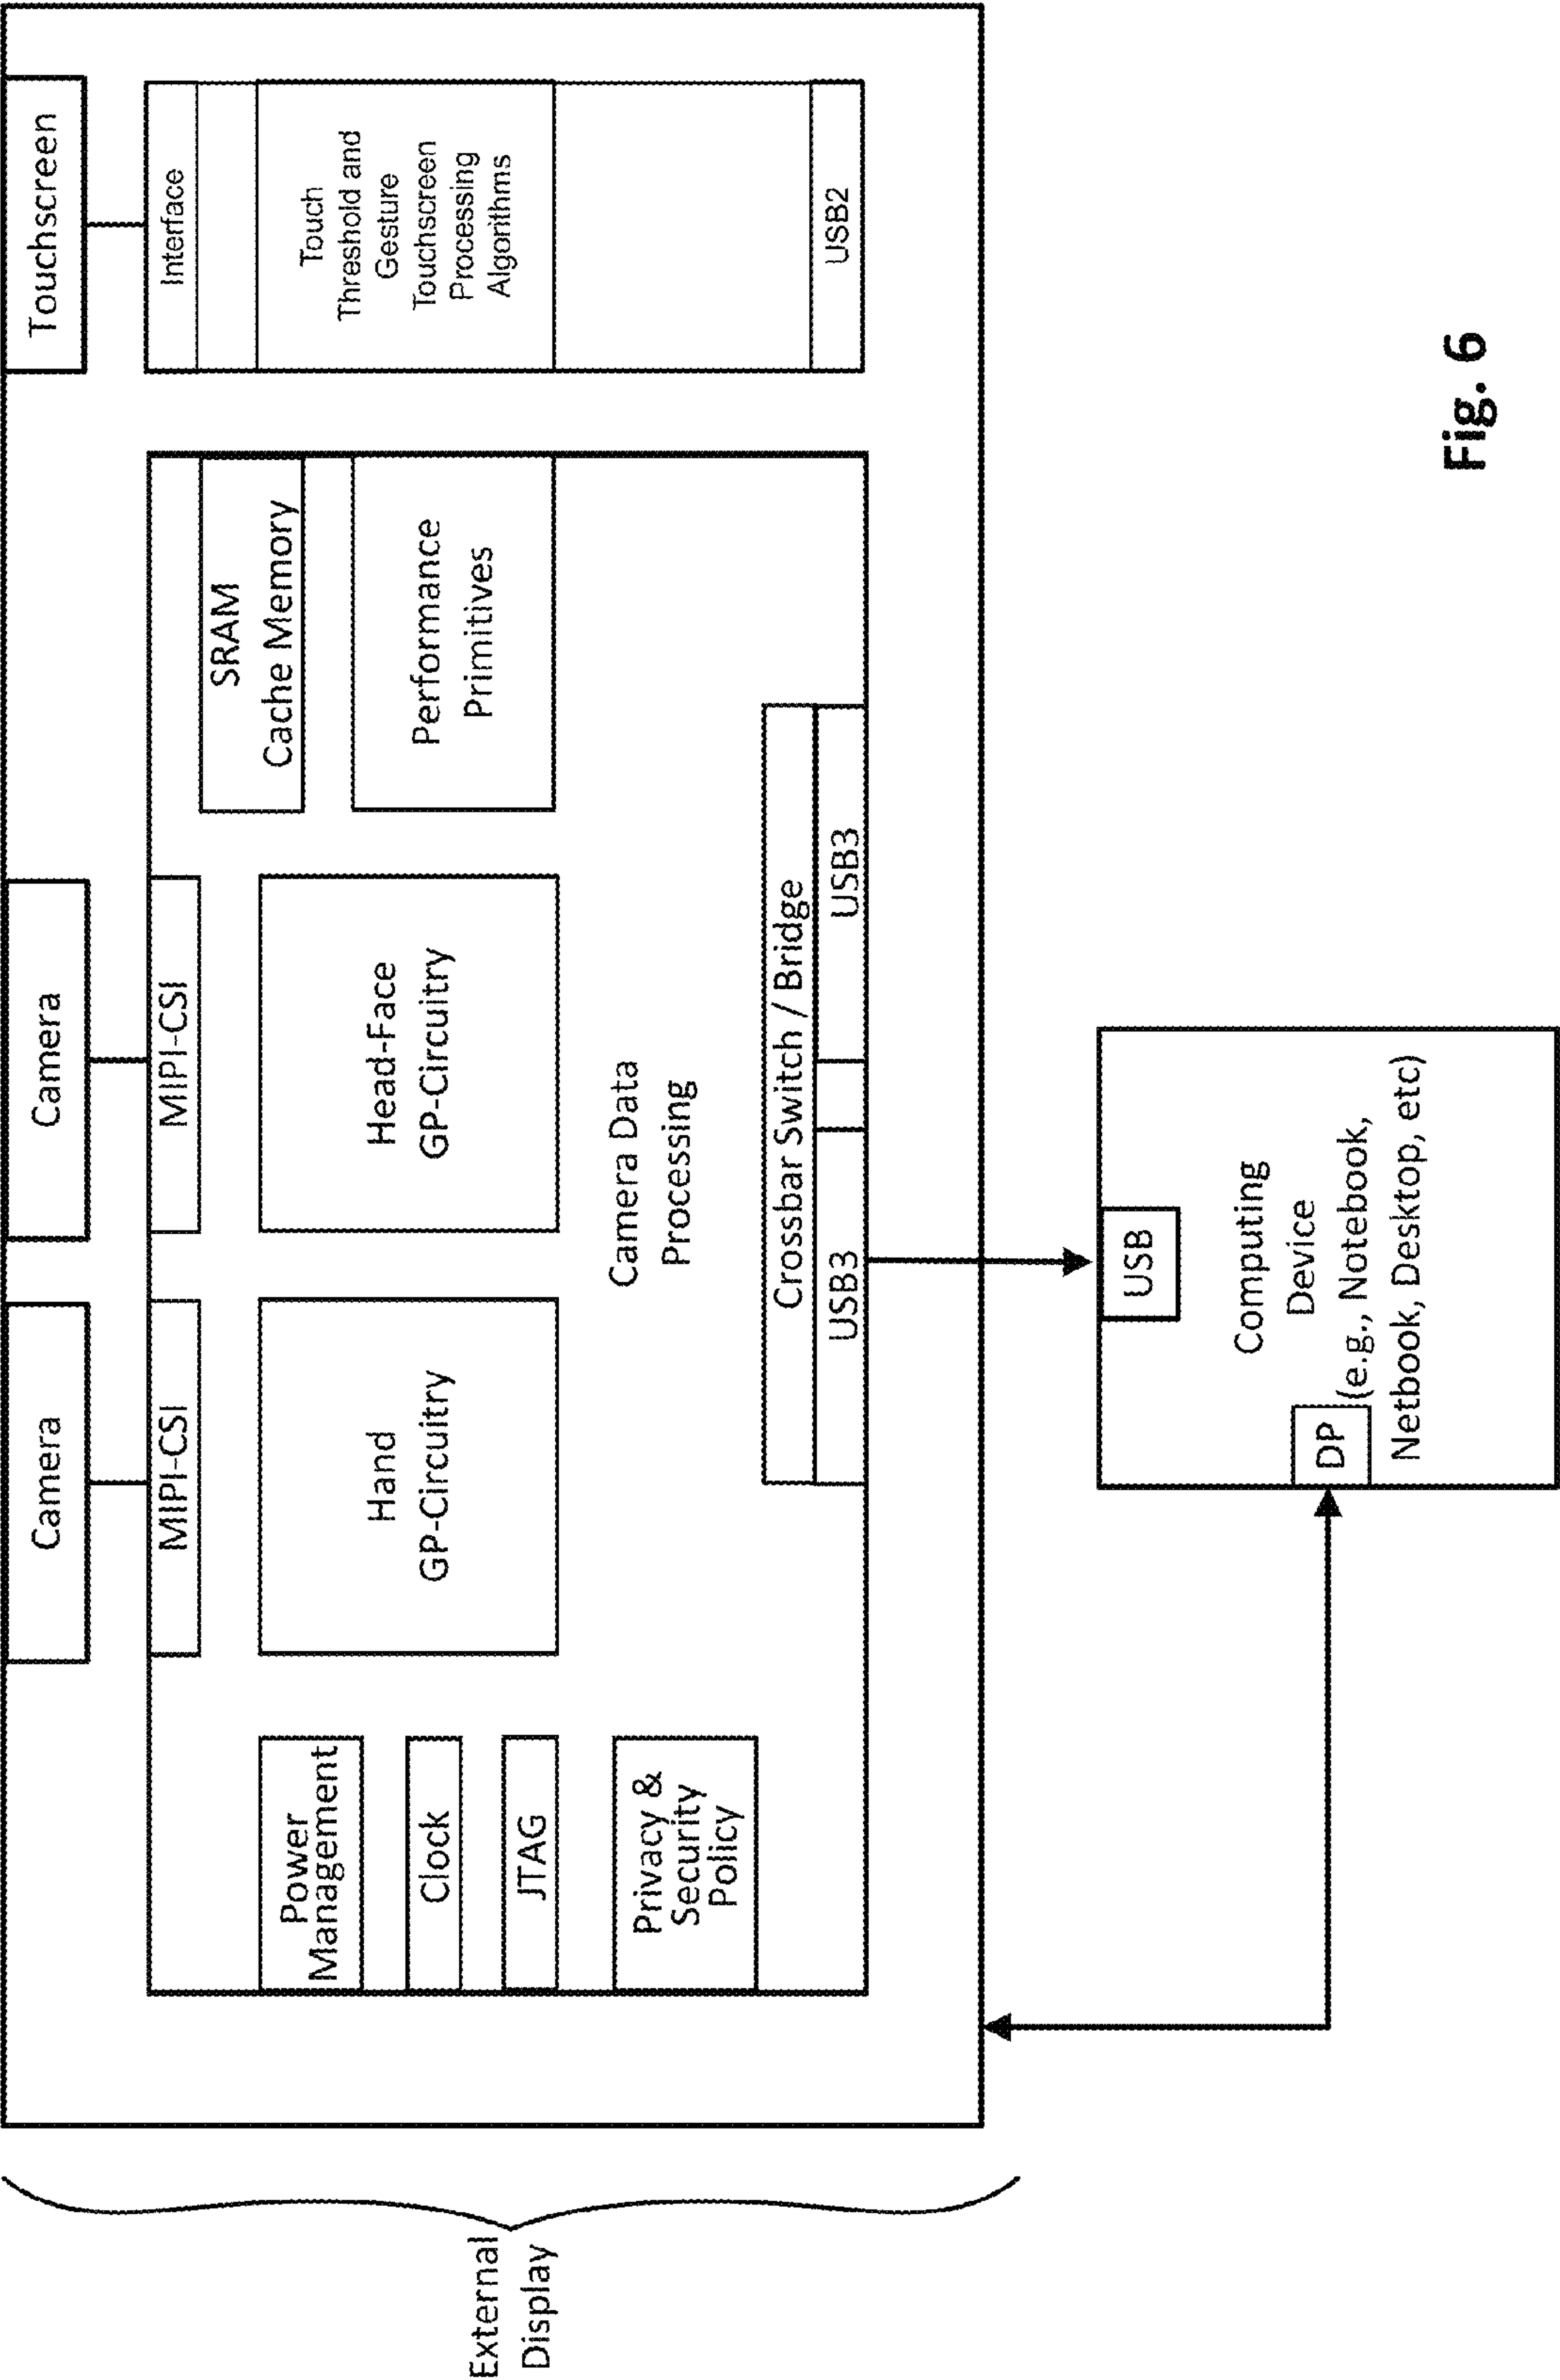 External
Display
Camera
Camera
Touchscreen
MIPI-CSI
MIPI-CSI
Interface
Power
Management
Clock
JTAG
Privacy &
Security
Policy
Hand
GP-Circuitry
Head-Face
GP-Circuitry
SRAM
Cache Memory
Performance
Primitives
Touch
Threshold and
Gesture
Touchscreen
Processing
Algorithms
Camera Data
Processing
Crossbar Switch / Bridge
USB3
USB3
USB2
USB
Computing
Device
DP
(e.g., Notebook,
Netbook, Desktop, etc)
Fig. 6